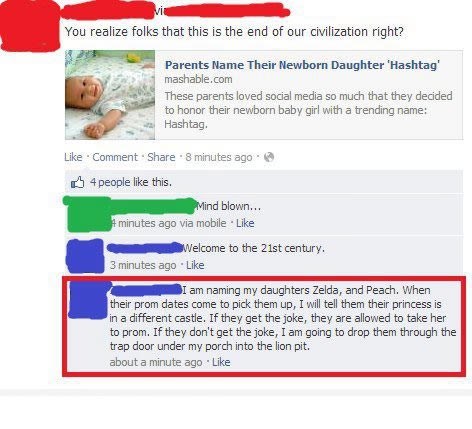 Vi
You realize folks that this is the end of our civilization right?
Parents Name Their Newborn Daughter 'Hashtag'
mashable.com
These parents loved social media so much that they decided
to honor their newborn baby girl with a trending name:
Hashtag.
Like · Comment · Share · 8 minutes ago ·
4 people like this.
Mind blown...
4 minutes ago via mobile · Like
Welcome to the 21st century.
3 minutes ago · Like
I am naming my daughters Zelda, and Peach. When
their prom dates come to pick them up, I will tell them their princess is
in a different castle. If they get the joke, they are allowed to take her
to prom. If they don't get the joke, I am going to drop them through the
trap door under my porch into the lion pit.
about a minute ago · Like